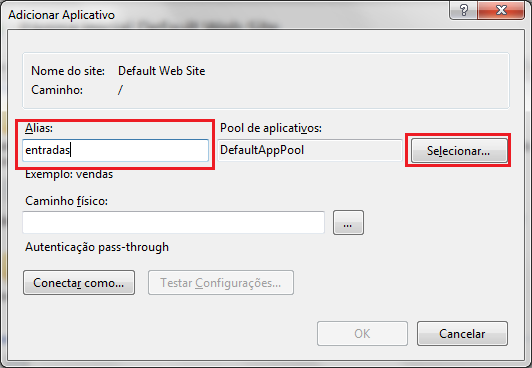 Adicionar Aplicativo
Nome do site: Default Web Site
Caminho: /
Alias: Pool de aplicativos:
entradas DefaultAppPool Selecionar...
Exemplo: vendas
Caminho físico:
...
Autenticação pass-through
Conectar como... Testar Configurações...
OK Cancelar